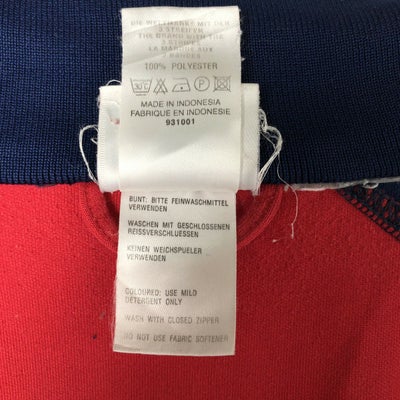 DIE WELTMARKE MIT DEN
3 STREIFEN
THE BRAND WITH THE
3 STRIPES
LA MARQUE AUX
3 BANDES
100% POLYESTER
30°C
MADE IN INDONESIA
FABRIQUE EN INDONESIE
931001
BUNT: BITTE FEINWASCHMITTEL
VERWENDEN
WASCHEN MIT GESCHLOSSENEN
REISSVERSCHLUESSEN
KEINEN WEICHSPUELER
VERWENDEN
COLOURED: USE MILD
DETERGENT ONLY
WASH WITH CLOSED ZIPPER
DO NOT USE FABRIC SOFTENER